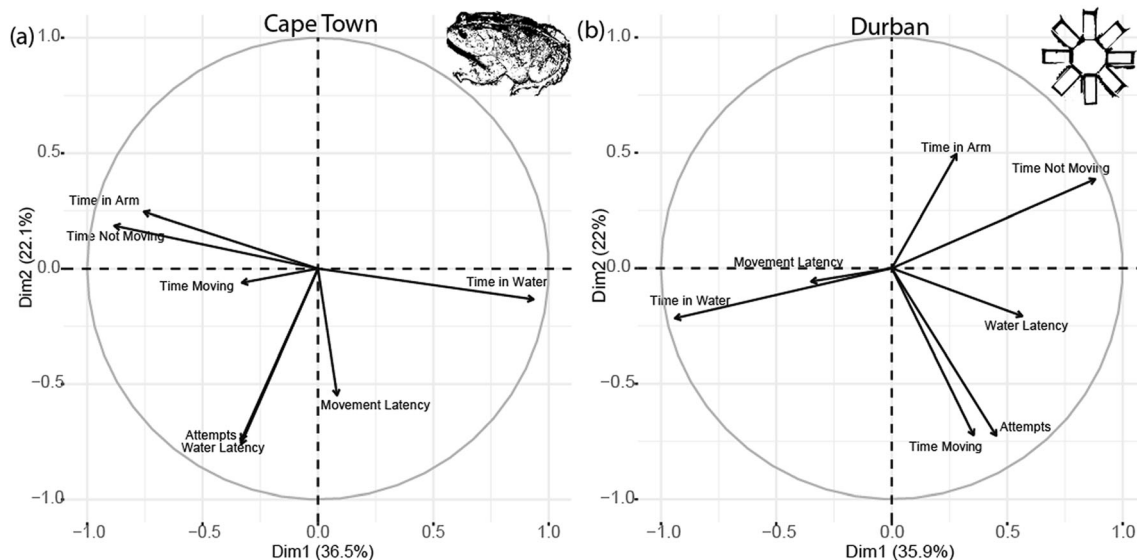 (a)
Cape Town
1.0
0.5
0.0
−0.5
−1.0
Dim2 (22.1%)
Time in Arm
Time Not Moving
Time Moving
Time in Water
Movement Latency
Attempts
Water Latency
−1.0
−0.5
0.0
0.5
1.0
Dim1 (36.5%)
(b)
Durban
1.0
0.5
0.0
−0.5
−1.0
Dim2 (22%)
Time in Arm
Time Not Moving
Movement Latency
Time in Water
Water Latency
Attempts
Time Moving
−1.0
−0.5
0.0
0.5
1.0
Dim1 (35.9%)